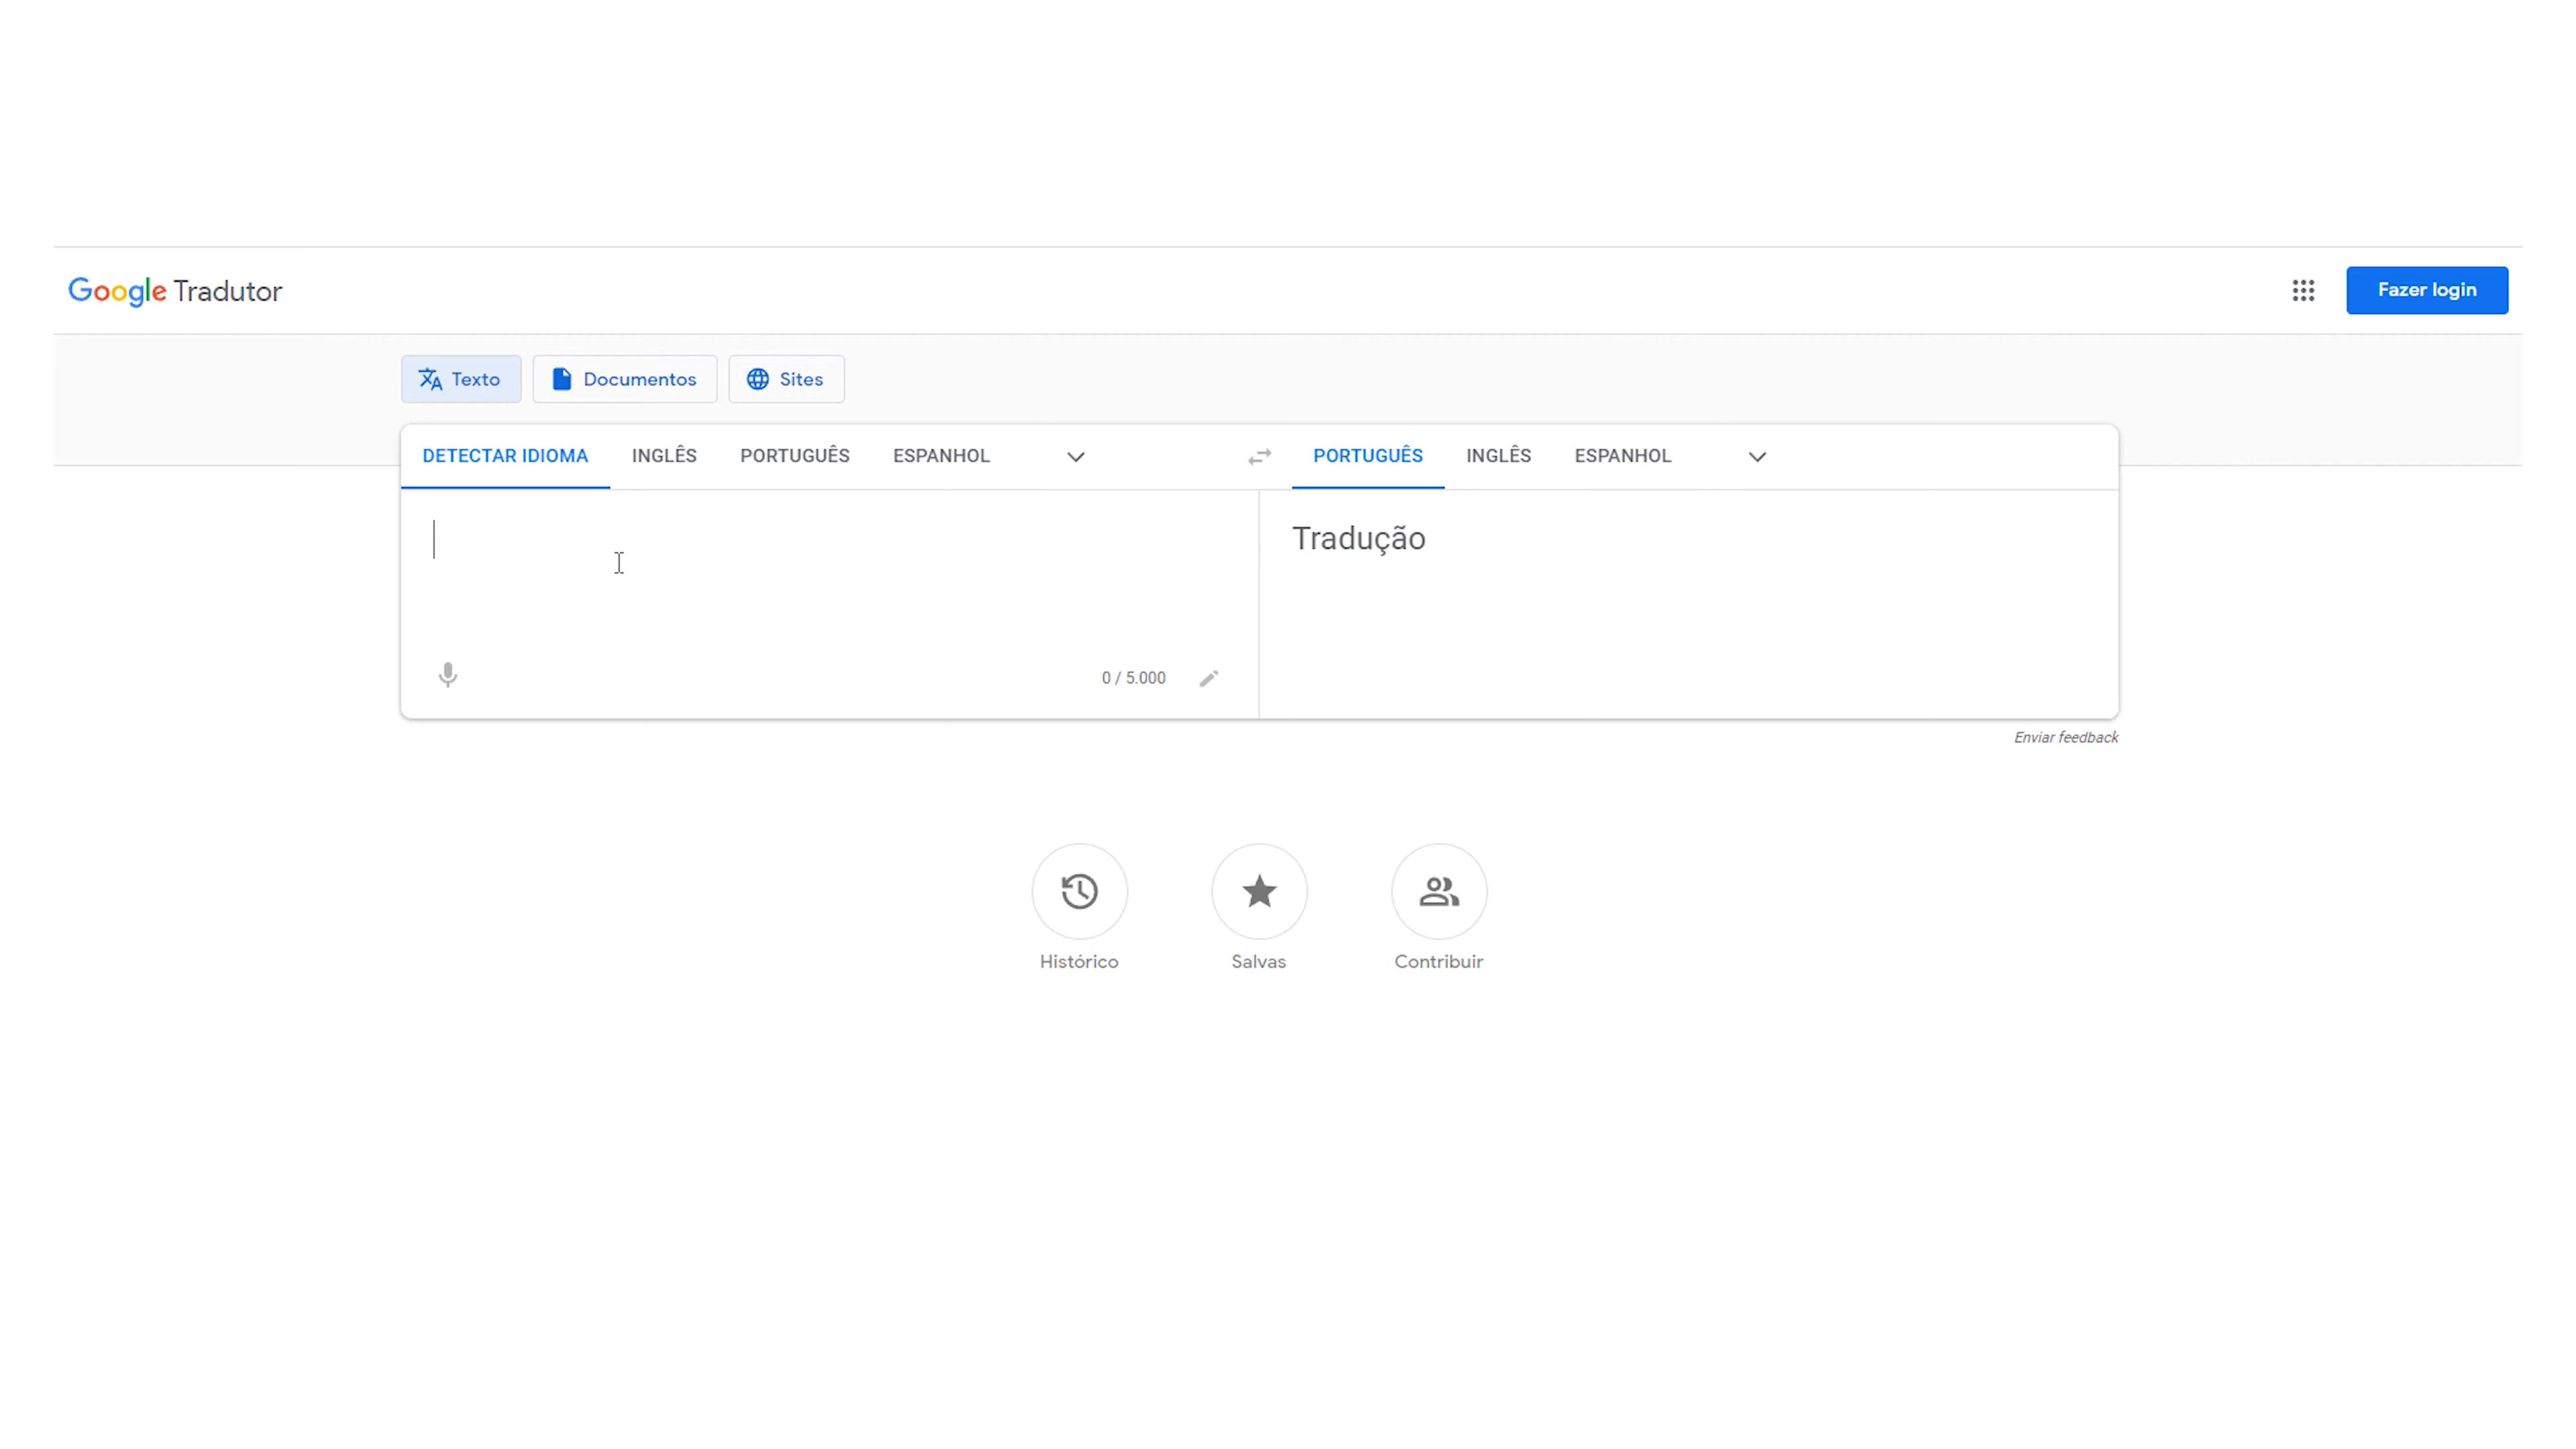 Google Tradutor
Fazer login
Texto
Documentos
Sites
DETECTAR IDIOMA INGLÊS PORTUGUÊS ESPANHOL
PORTUGUÊS INGLÊS ESPANHOL
Tradução
0 / 5.000
Enviar feedback
Histórico
Salvas
Contribuir